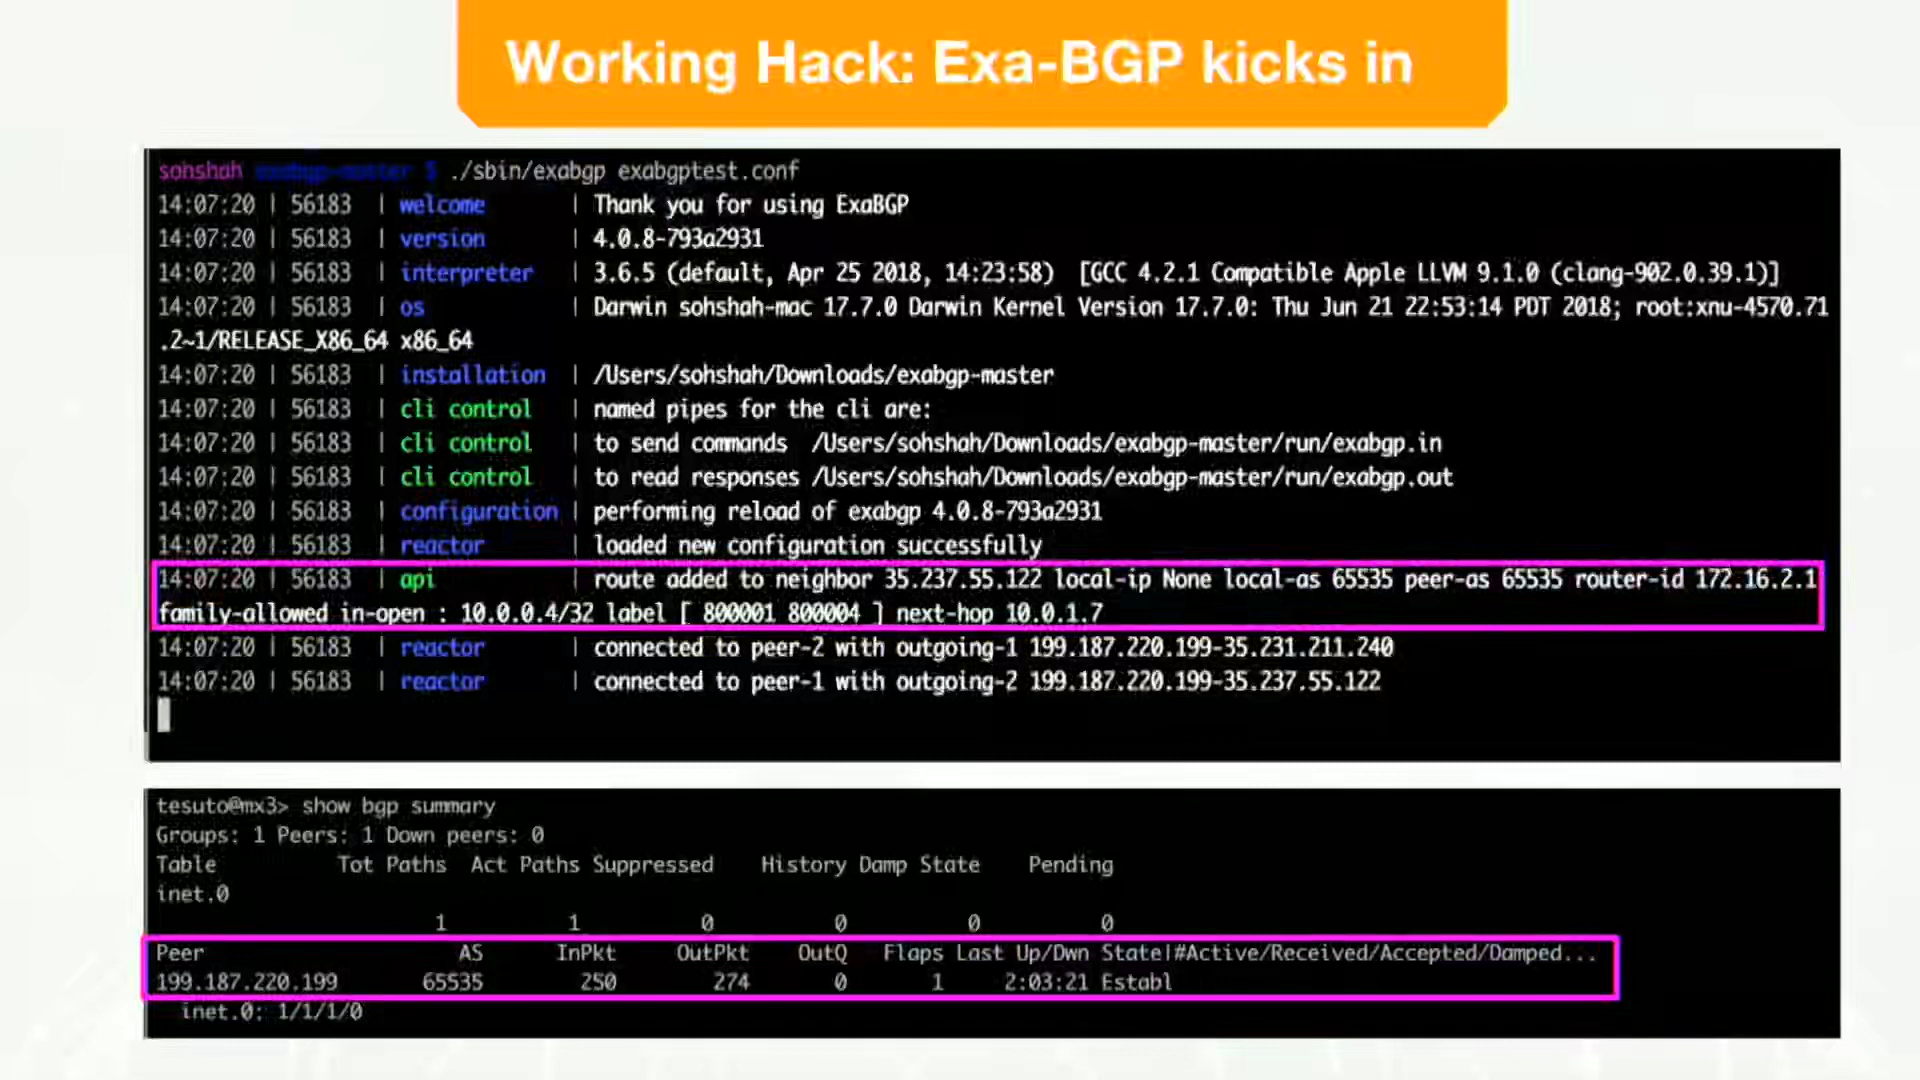 Working Hack: Exa-BGP kicks in
sohshah exabgp-master $ ./sbin/exabgp exabgptest.conf
14:07:20 | 56183 | welcome | Thank you for using ExaBGP
14:07:20 | 56183 | version | 4.0.8-793a2931
14:07:20 | 56183 | interpreter | 3.6.5 (default, Apr 25 2018, 14:23:58) [GCC 4.2.1 Compatible Apple LLVM 9.1.0 (clang-902.0.39.1)]
14:07:20 | 56183 | os | Darwin sohshah-mac 17.7.0 Darwin Kernel Version 17.7.0: Thu Jun 21 22:53:14 PDT 2018; root:xnu-4570.71
.2~1/RELEASE_X86_64 x86_64
14:07:20 | 56183 | installation | /Users/sohshah/Downloads/exabgp-master
14:07:20 | 56183 | cli control | named pipes for the cli are:
14:07:20 | 56183 | cli control | to send commands /Users/sohshah/Downloads/exabgp-master/run/exabgp.in
14:07:20 | 56183 | cli control | to read responses /Users/sohshah/Downloads/exabgp-master/run/exabgp.out
14:07:20 | 56183 | configuration | performing reload of exabgp 4.0.8-793a2931
14:07:20 | 56183 | reactor | loaded new configuration successfully
14:07:20 | 56183 | api | route added to neighbor 35.237.55.122 local-ip None local-as 65535 peer-as 65535 router-id 172.16.2.1
family-allowed in-open : 10.0.0.4/32 label [ 800001 800004 ] next-hop 10.0.1.7
14:07:20 | 56183 | reactor | connected to peer-2 with outgoing-1 199.187.220.199-35.231.211.240
14:07:20 | 56183 | reactor | connected to peer-1 with outgoing-2 199.187.220.199-35.237.55.122
tesuto@mx3> show bgp summary
Groups: 1 Peers: 1 Down peers: 0
Table Tot Paths Act Paths Suppressed History Damp State Pending
inet.0
1 1 0 0 0 0
Peer AS InPkt OutPkt OutQ Flaps Last Up/Dwn State|#Active/Received/Accepted/Damped...
199.187.220.199 65535 250 274 0 1 2:03:21 Establ
inet.0: 1/1/1/0